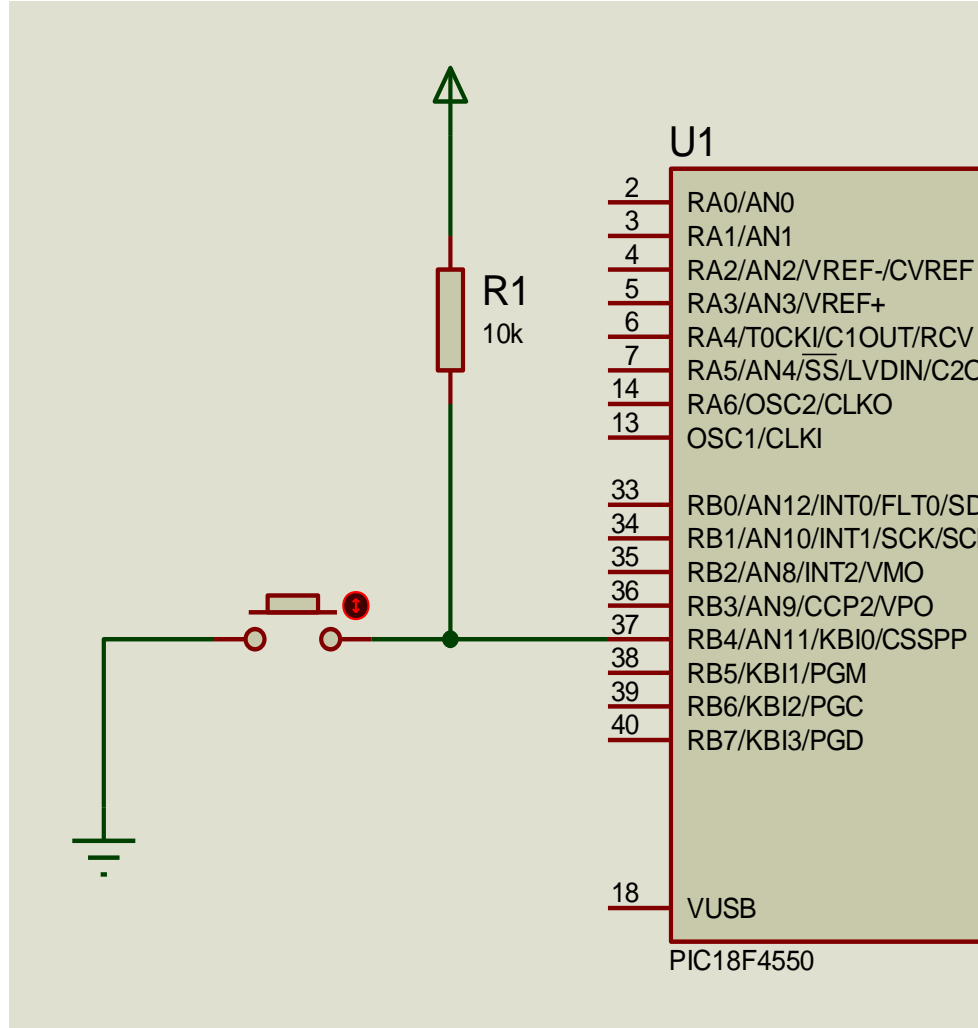 U1
2 RA0/AN0
3 RA1/AN1
4 RA2/AN2/VREF-/CVREF
5 RA3/AN3/VREF+
6 RA4/T0CKI/C1OUT/RCV
7 RA5/AN4/SS/LVDIN/C2O
14 RA6/OSC2/CLKO
13 OSC1/CLKI
R1
10k
33 RB0/AN12/INT0/FLT0/SD
34 RB1/AN10/INT1/SCK/SC
35 RB2/AN8/INT2/VMO
36 RB3/AN9/CCP2/VPO
37 RB4/AN11/KBI0/CSSPP
38 RB5/KBI1/PGM
39 RB6/KBI2/PGC
40 RB7/KBI3/PGD
18 VUSB
PIC18F4550